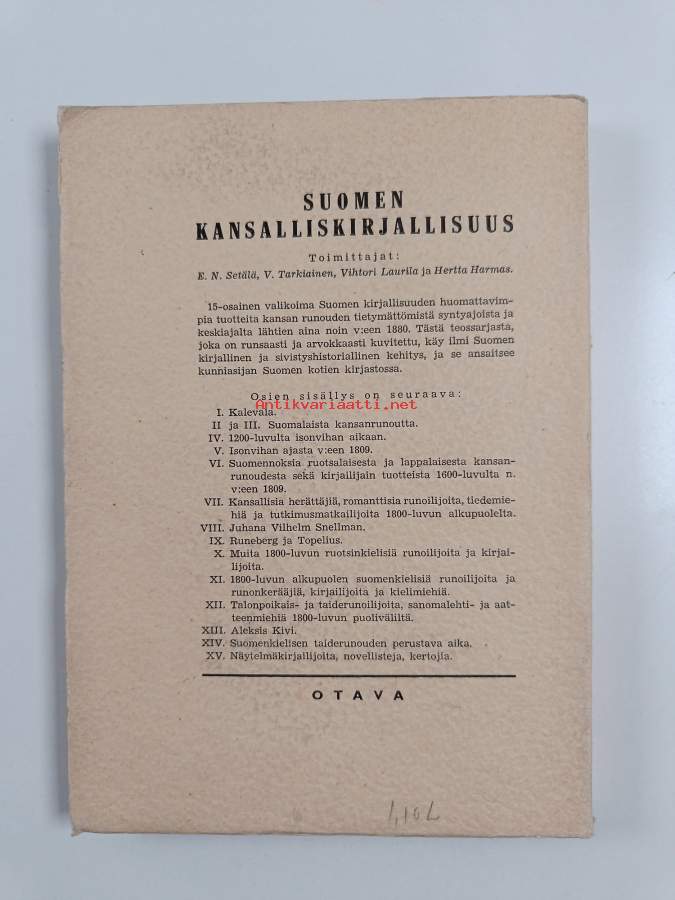 SUOMEN
KANSALLISKIRJALLISUUS
Toimittajat:
E. N. Setälä, V. Tarkiainen, Vihtori Laurila ja Hertta Harmas.
15-osainen valikoima Suomen kirjallisuuden huomattavim-
pia tuotteita kansan runouden tietymättömistä syntyajoista ja
keskiajalta lähtien aina noin v:een 1880. Tästä teossarjasta,
joka on runsaasti ja arvokkaasti kuvitettu, käy ilmi Suomen
kirjallinen ja sivistyshistoriallinen kehitys, ja se ansaitsee
kunniasijan Suomen kotien kirjastossa.
Osien sisällys on seuraava:
Antikvariaatti.net
I. Kalevala.
II ja III. Suomalaista kansanrunoutta.
IV. 1200-luvulta isonvihan aikaan.
V. Isonvihan ajasta v:een 1809.
VI. Suomennoksia ruotsalaisesta ja lappalaisesta kansan-
runoudesta sekä kirjailijain tuotteista 1600-luvulta n.
v:een 1809.
VII. Kansallisia herättäjiä, romanttisia runoilijoita, tiedemie-
hiä ja tutkimusmatkailijoita 1800-luvun alkupuolelta.
VIII. Juhana Vilhelm Snellman.
IX. Runeberg ja Topelius.
X. Muita 1800-luvun ruotsinkielisiä runoilijoita ja kirjai-
lijoita.
XI. 1800-luvun alkupuolen suomenkielisiä runoilijoita ja
runonkerääjiä, kirjailijoita ja kielimiehiä.
XII. Talonpoikais- ja taiderunoilijoita, sanomalehti- ja aat-
teenmiehiä 1800-luvun puoliväliltä.
XIII. Aleksis Kivi.
XIV. Suomenkielisen taiderunouden perustava aika.
XV. Näytelmäkirjailijoita, novellisteja, kertojia.
OTAVA